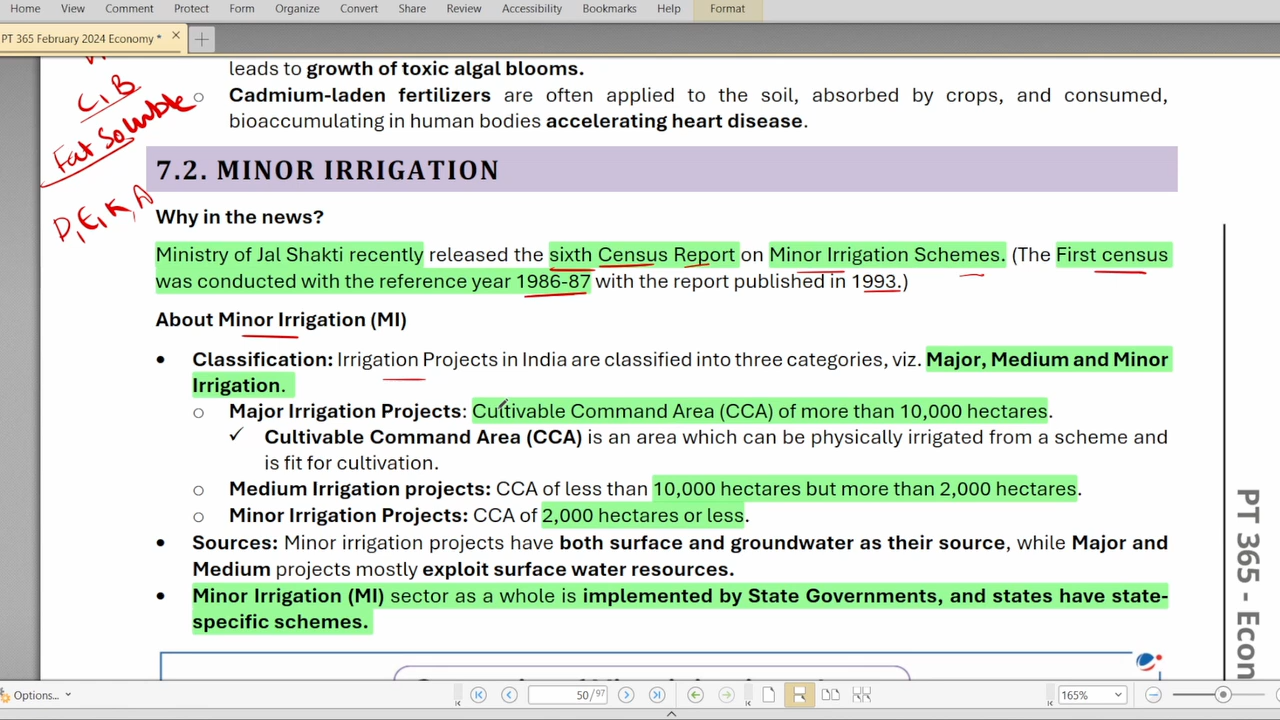 Home View Comment Protect Form Organize Convert Share Review Accessibility Bookmarks Help Format
PT 365 February 2024 Economy *
leads to growth of toxic algal blooms.
C, B
Fat Soluble
D, E, K, A
○ Cadmium-laden fertilizers are often applied to the soil, absorbed by crops, and consumed,
bioaccumulating in human bodies accelerating heart disease.
7.2. MINOR IRRIGATION
Why in the news?
Ministry of Jal Shakti recently released the sixth Census Report on Minor Irrigation Schemes. (The First census
was conducted with the reference year 1986-87 with the report published in 1993.)
About Minor Irrigation (MI)
• Classification: Irrigation Projects in India are classified into three categories, viz. Major, Medium and Minor
Irrigation.
○ Major Irrigation Projects: Cultivable Command Area (CCA) of more than 10,000 hectares.
✓ Cultivable Command Area (CCA) is an area which can be physically irrigated from a scheme and
is fit for cultivation.
○ Medium Irrigation projects: CCA of less than 10,000 hectares but more than 2,000 hectares.
○ Minor Irrigation Projects: CCA of 2,000 hectares or less.
• Sources: Minor irrigation projects have both surface and groundwater as their source, while Major and
Medium projects mostly exploit surface water resources.
• Minor Irrigation (MI) sector as a whole is implemented by State Governments, and states have state-
specific schemes.
PT 365 - Econ
Options... 50 / 97 165%